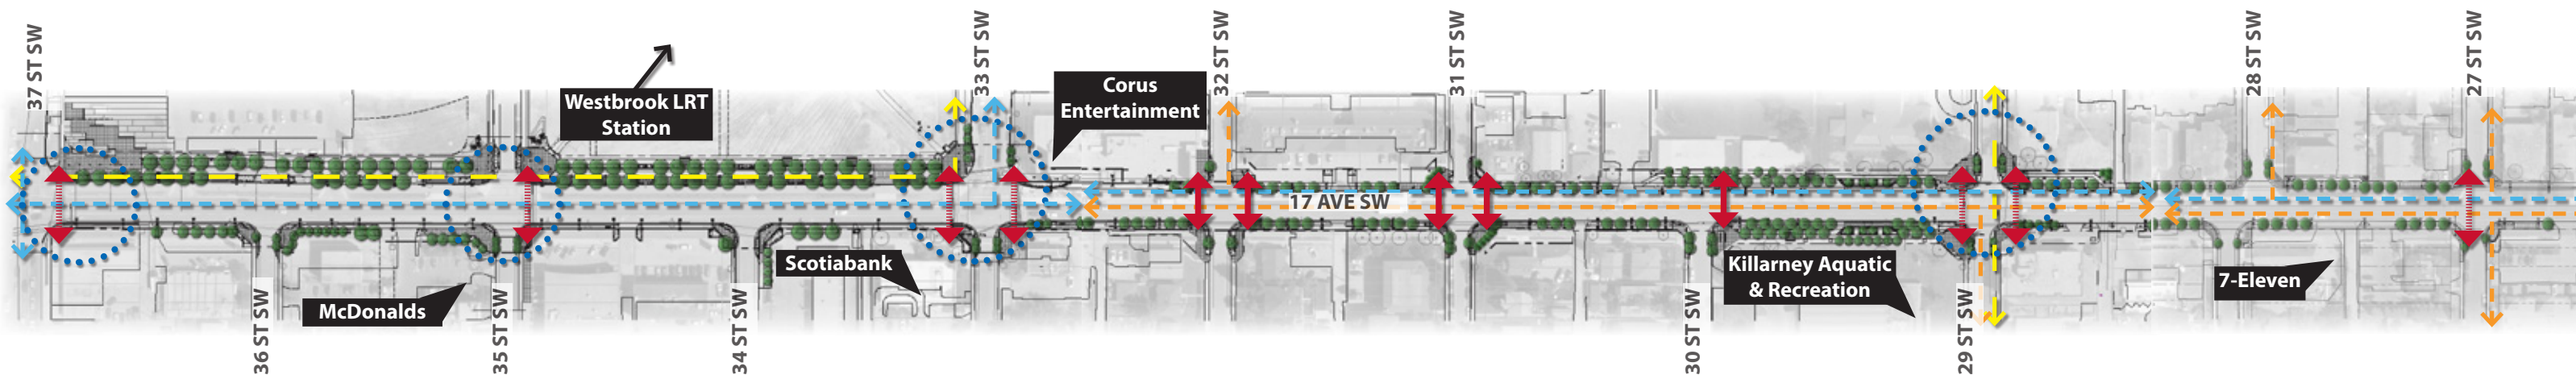 37 ST SW
33 ST SW
32 ST SW
31 ST SW
28 ST SW
27 ST SW
Westbrook LRT
Station
Corus
Entertainment
17 AVE SW
Scotiabank
Killarney Aquatic
& Recreation
7-Eleven
McDonalds
36 ST SW
35 ST SW
34 ST SW
30 ST SW
29 ST SW